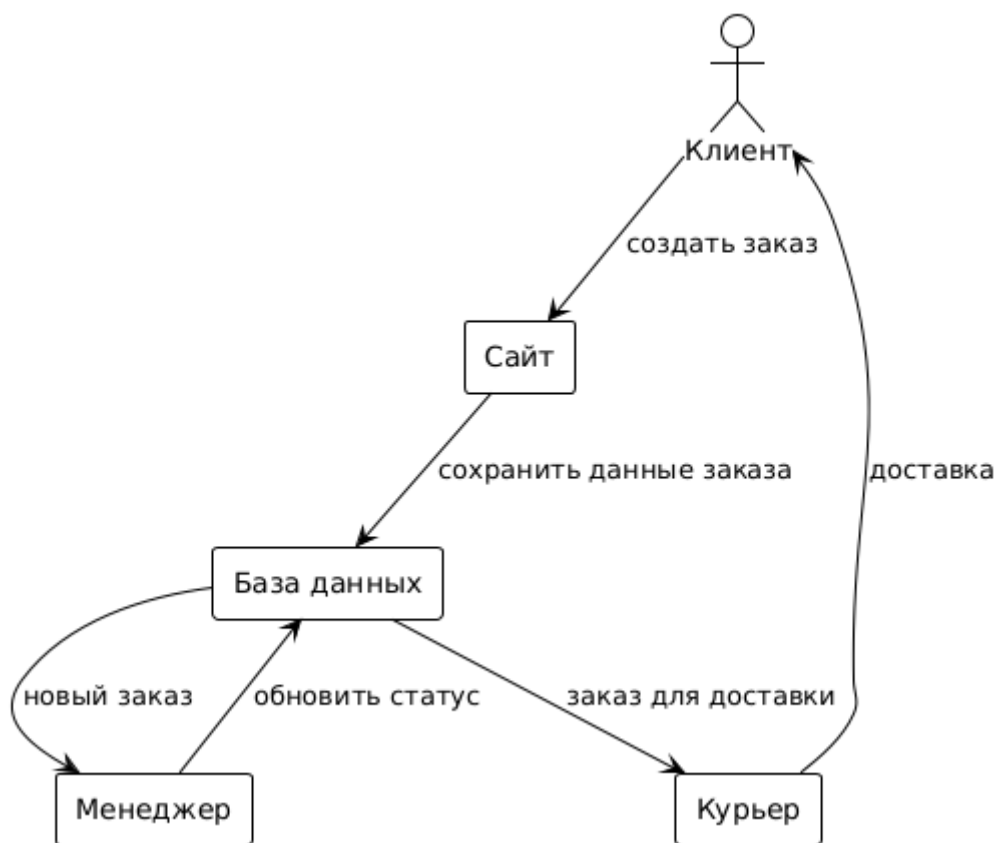 Клиент
создать заказ
Сайт
сохранить данные заказа
доставка
База данных
новый заказ
обновить статус
заказ для доставки
Менеджер
Курьер